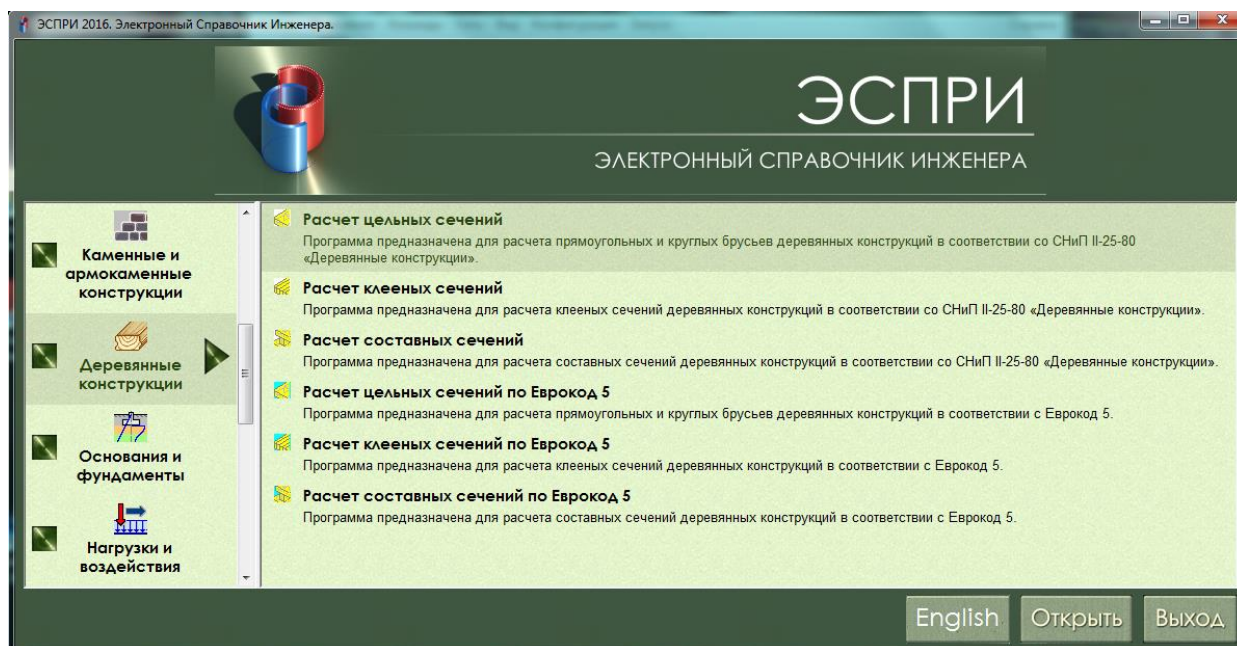 ЭСПРИ 2016. Электронный Справочник Инженера.
ЭСПРИ
ЭЛЕКТРОННЫЙ СПРАВОЧНИК ИНЖЕНЕРА
Каменные и
армокаменные
конструкции
Деревянные
конструкции
Основания и
фундаменты
Нагрузки и
воздействия
Расчет цельных сечений
Программа предназначена для расчета прямоугольных и круглых брусьев деревянных конструкций в соответствии со СНиП II-25-80
«Деревянные конструкции».
Расчет клееных сечений
Программа предназначена для расчета клееных сечений деревянных конструкций в соответствии со СНиП II-25-80 «Деревянные конструкции».
Расчет составных сечений
Программа предназначена для расчета составных сечений деревянных конструкций в соответствии со СНиП II-25-80 «Деревянные конструкции».
Расчет цельных сечений по Еврокод 5
Программа предназначена для расчета прямоугольных и круглых брусьев деревянных конструкций в соответствии с Еврокод 5.
Расчет клееных сечений по Еврокод 5
Программа предназначена для расчета клееных сечений деревянных конструкций в соответствии с Еврокод 5.
Расчет составных сечений по Еврокод 5
Программа предназначена для расчета составных сечений деревянных конструкций в соответствии с Еврокод 5.
English
Открыть
Выход